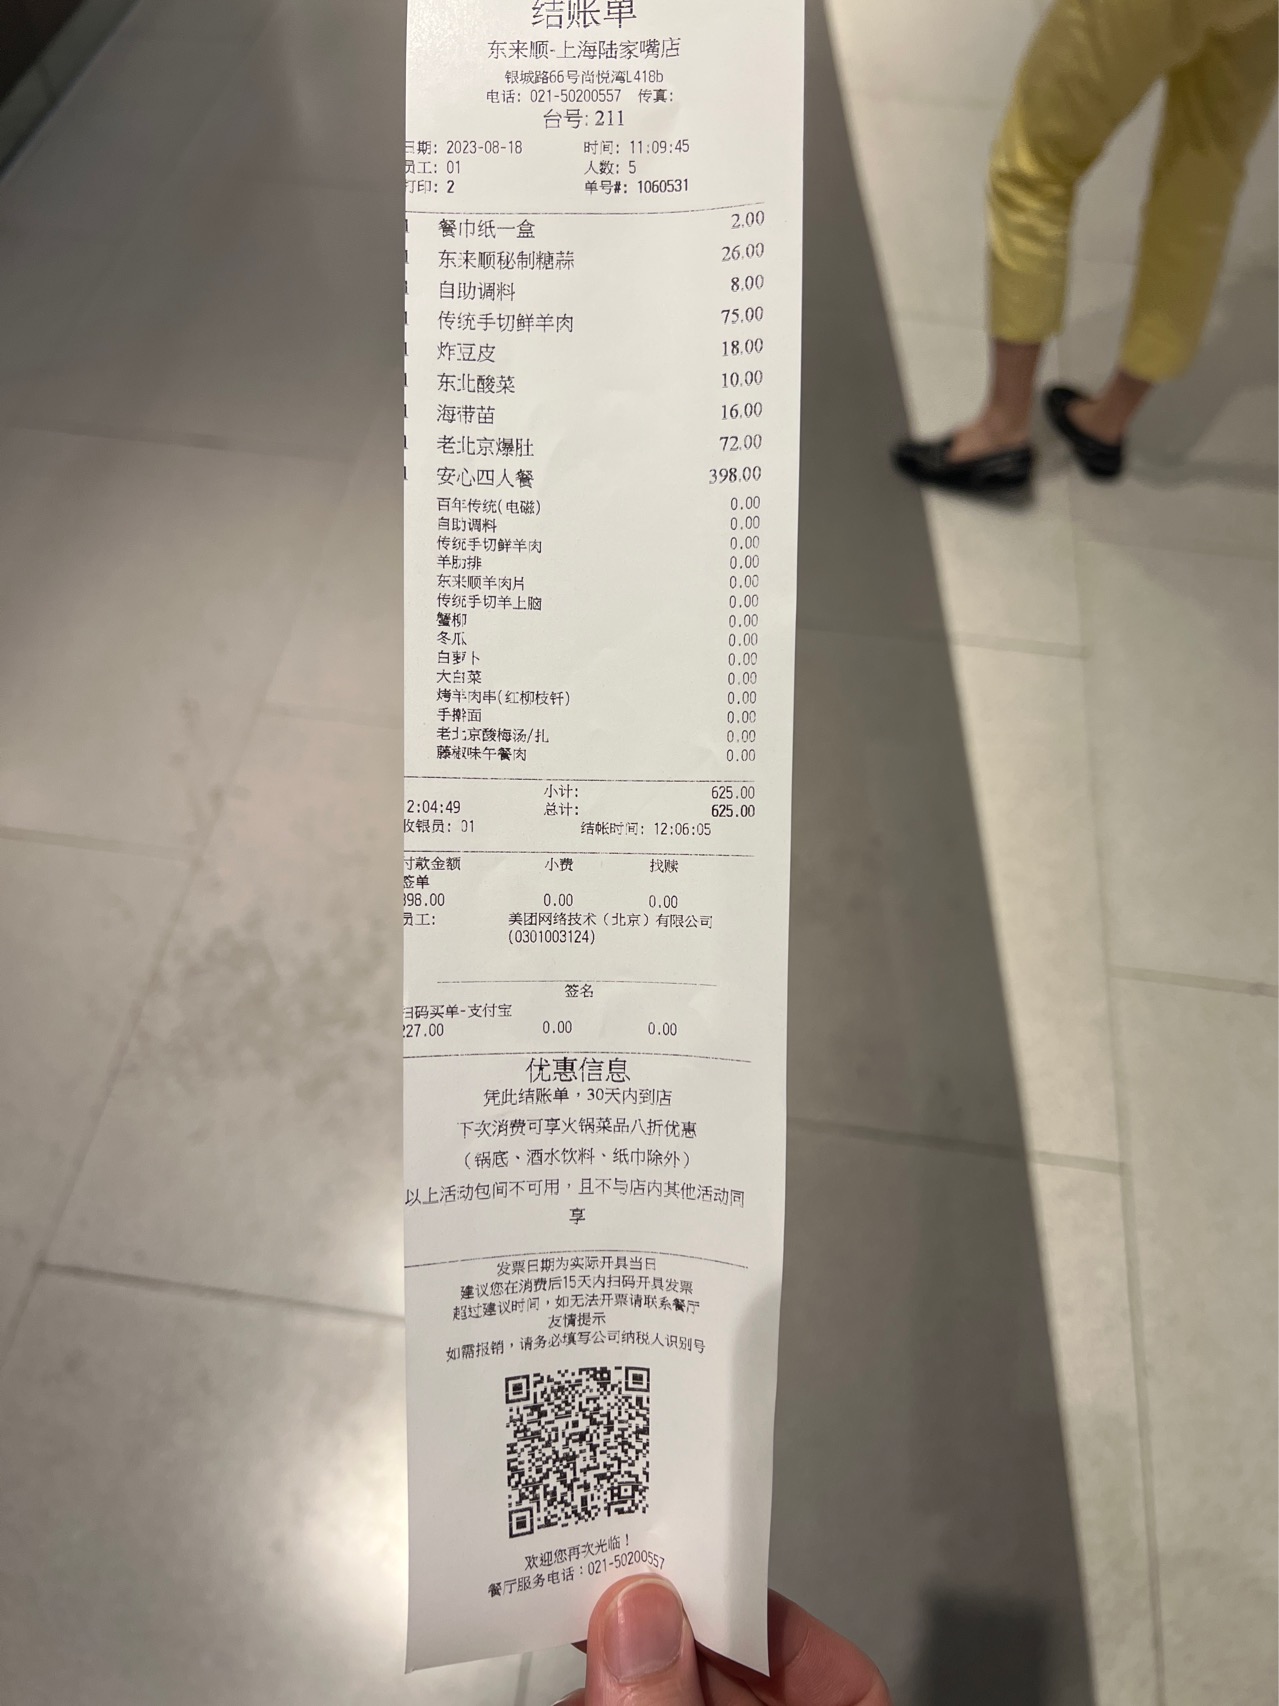 结账单
东来顺-上海陆家嘴店
银城路66号尚悦湾L418b
电话: 021-50200557 传真:
台号: 211
日期: 2023-08-18 时间: 11:09:45
员工: 01 人数: 5
打印: 2 单号#: 1060531
1 餐巾纸一盒 2.00
1 东来顺秘制糖蒜 26.00
1 自助调料 8.00
1 传统手切鲜羊肉 75.00
1 炸豆皮 18.00
1 东北酸菜 10.00
1 海带苗 16.00
1 老北京爆肚 72.00
1 安心四人餐 398.00
百年传统(电磁) 0.00
自助调料 0.00
传统手切鲜羊肉 0.00
羊肋排 0.00
东来顺羊肉片 0.00
传统手切羊上脑 0.00
蟹柳 0.00
冬瓜 0.00
白萝卜 0.00
大白菜 0.00
烤羊肉串(红柳枝钎) 0.00
手擀面 0.00
老北京酸梅汤/扎 0.00
藤椒味午餐肉 0.00
小计: 625.00
2:04:49 总计: 625.00
收银员: 01 结帐时间: 12:06:05
付款金额 小费 找赎
签单
398.00 0.00 0.00
员工: 美团网络技术（北京）有限公司
(0301003124)
签名
扫码买单-支付宝
227.00 0.00 0.00
优惠信息
凭此结账单，30天内到店
下次消费可享火锅菜品八折优惠
（锅底、酒水饮料、纸巾除外）
以上活动包间不可用，且不与店内其他活动同
享
发票日期为实际开具当日
建议您在消费后15天内扫码开具发票
超过建议时间，如无法开票请联系餐厅
友情提示
如需报销，请务必填写公司纳税人识别号
欢迎您再次光临！
餐厅服务电话：021-50200557